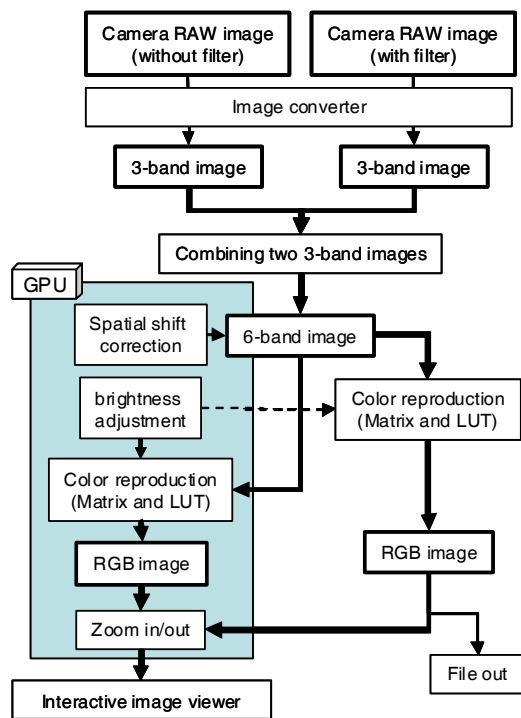 Camera RAW image
(without filter)
Camera RAW image
(with filter)
Image converter
3-band image
3-band image
Combining two 3-band images
GPU
Spatial shift
correction
6-band image
brightness
adjustment
Color reproduction
(Matrix and LUT)
Color reproduction
(Matrix and LUT)
RGB image
RGB image
Zoom in/out
File out
Interactive image viewer